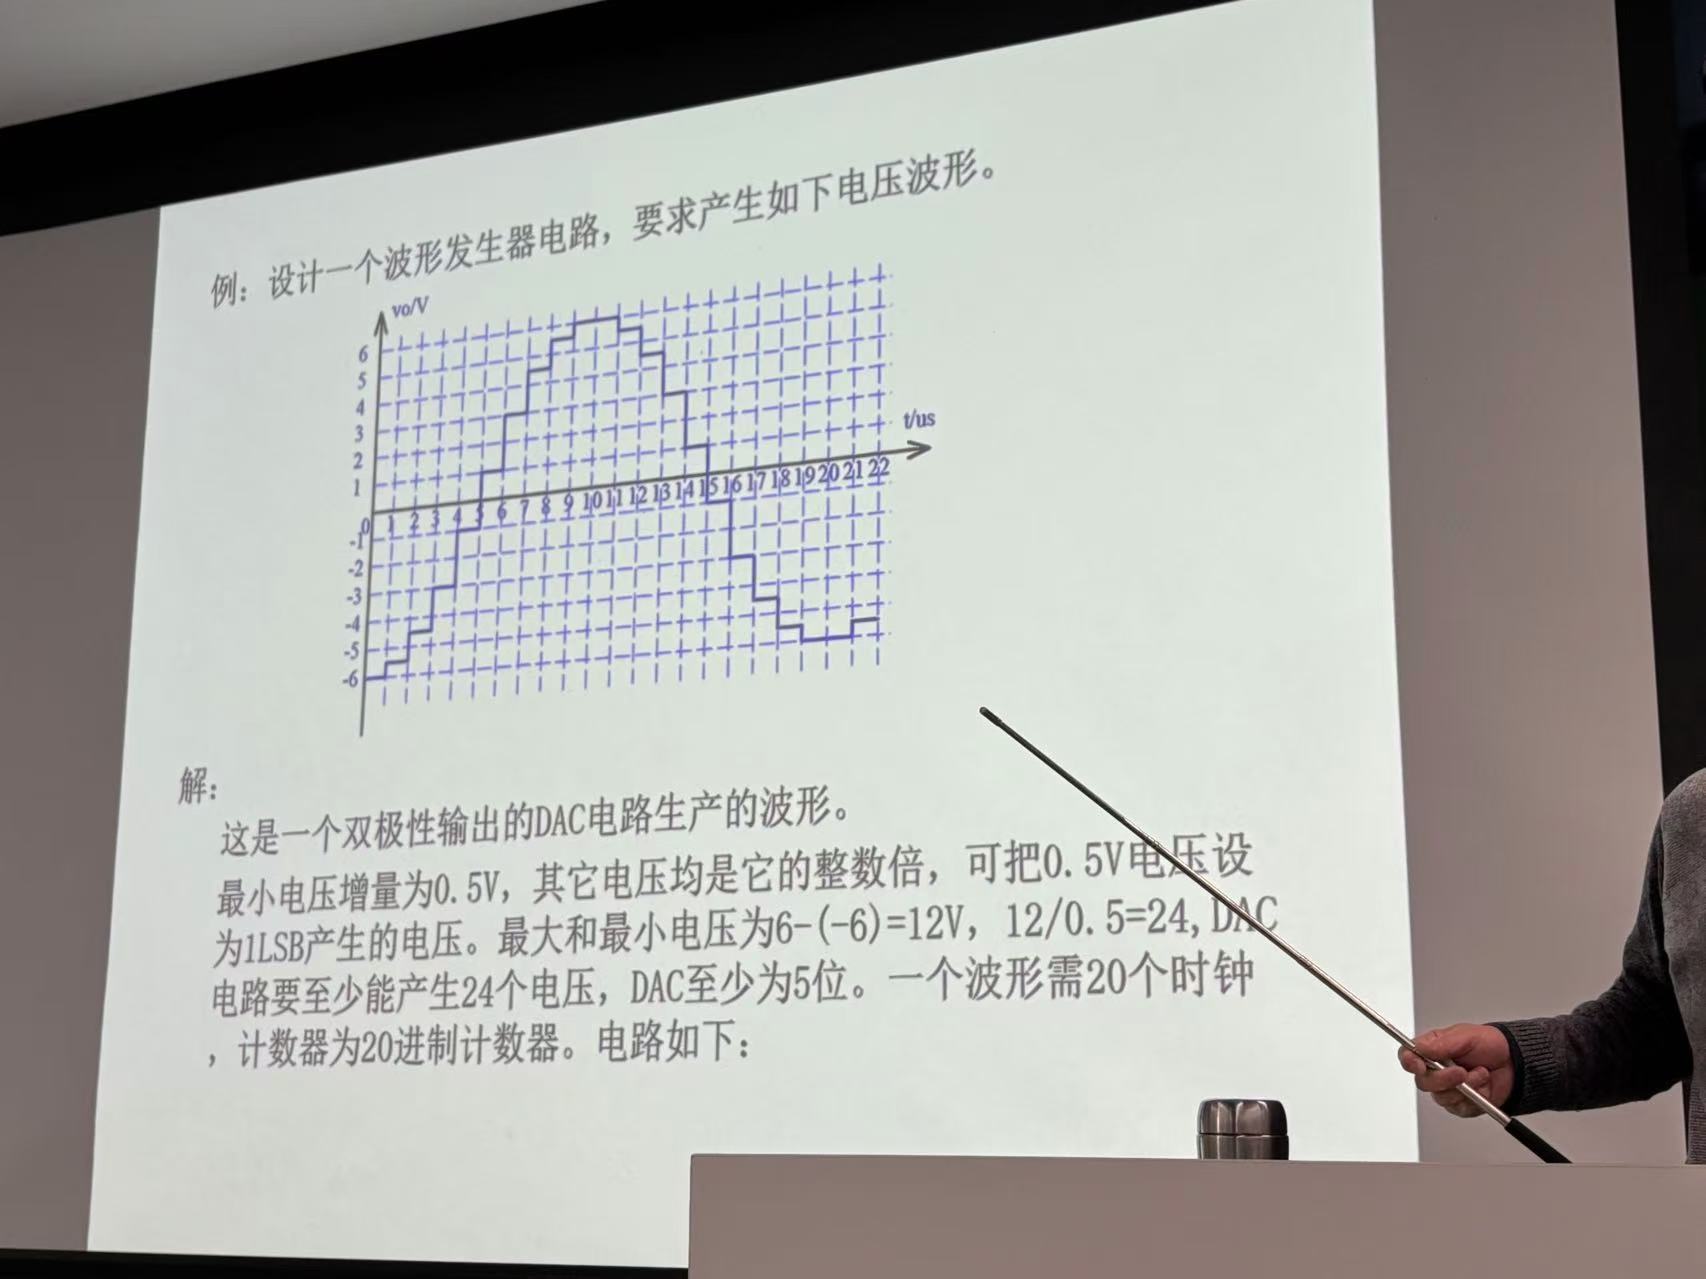 例：设计一个波形发生器电路，要求产生如下电压波形。
vo/V
6
5
4
3
2
1
t/us
0 1 2 3 4 5 6 7 8 9 10 11 12 13 14 15 16 17 18 19 20 21 22
-1
-2
-3
-4
-5
-6
解：
这是一个双极性输出的DAC电路生产的波形。
最小电压增量为0.5V，其它电压均是它的整数倍，可把0.5V电压设
为1LSB产生的电压。最大和最小电压为6-(-6)=12V，12/0.5=24,DAC
电路要至少能产生24个电压，DAC至少为5位。一个波形需20个时钟
，计数器为20进制计数器。电路如下：